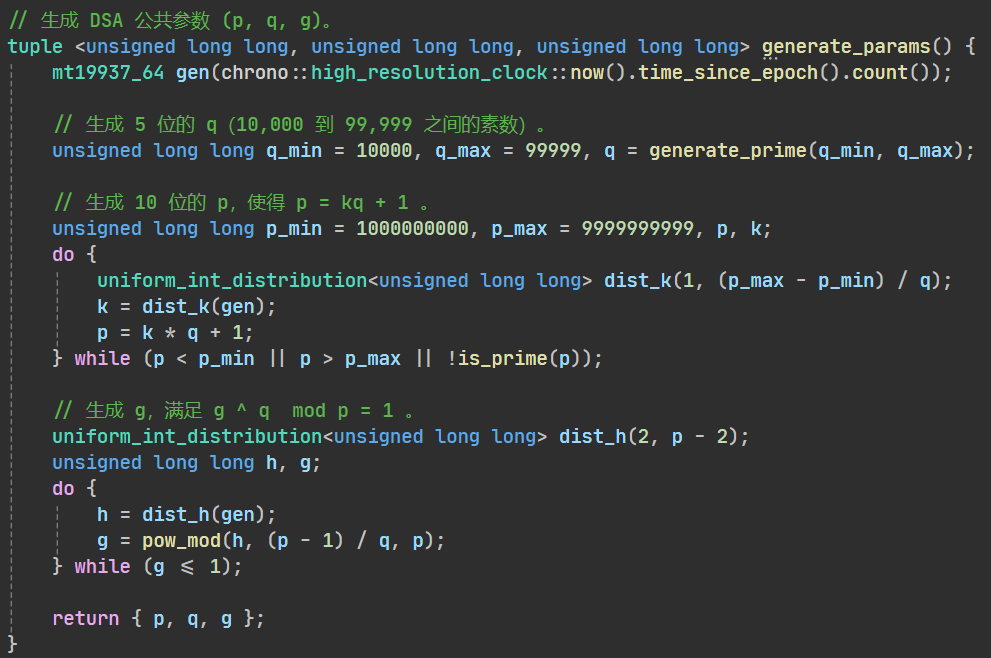 // 生成 DSA 公共参数 (p, q, g)。
tuple <unsigned long long, unsigned long long, unsigned long long> generate_params() {
    mt19937_64 gen(chrono::high_resolution_clock::now().time_since_epoch().count());

    // 生成 5 位的 q（10,000 到 99,999 之间的素数）。
    unsigned long long q_min = 10000, q_max = 99999, q = generate_prime(q_min, q_max);

    // 生成 10 位的 p，使得 p = kq + 1 。
    unsigned long long p_min = 1000000000, p_max = 9999999999, p, k;
    do {
        uniform_int_distribution<unsigned long long> dist_k(1, (p_max - p_min) / q);
        k = dist_k(gen);
        p = k * q + 1;
    } while (p < p_min || p > p_max || !is_prime(p));

    // 生成 g，满足 g ^ q  mod p = 1 。
    uniform_int_distribution<unsigned long long> dist_h(2, p - 2);
    unsigned long long h, g;
    do {
        h = dist_h(gen);
        g = pow_mod(h, (p - 1) / q, p);
    } while (g ⩽ 1);

    return { p, q, g };
}